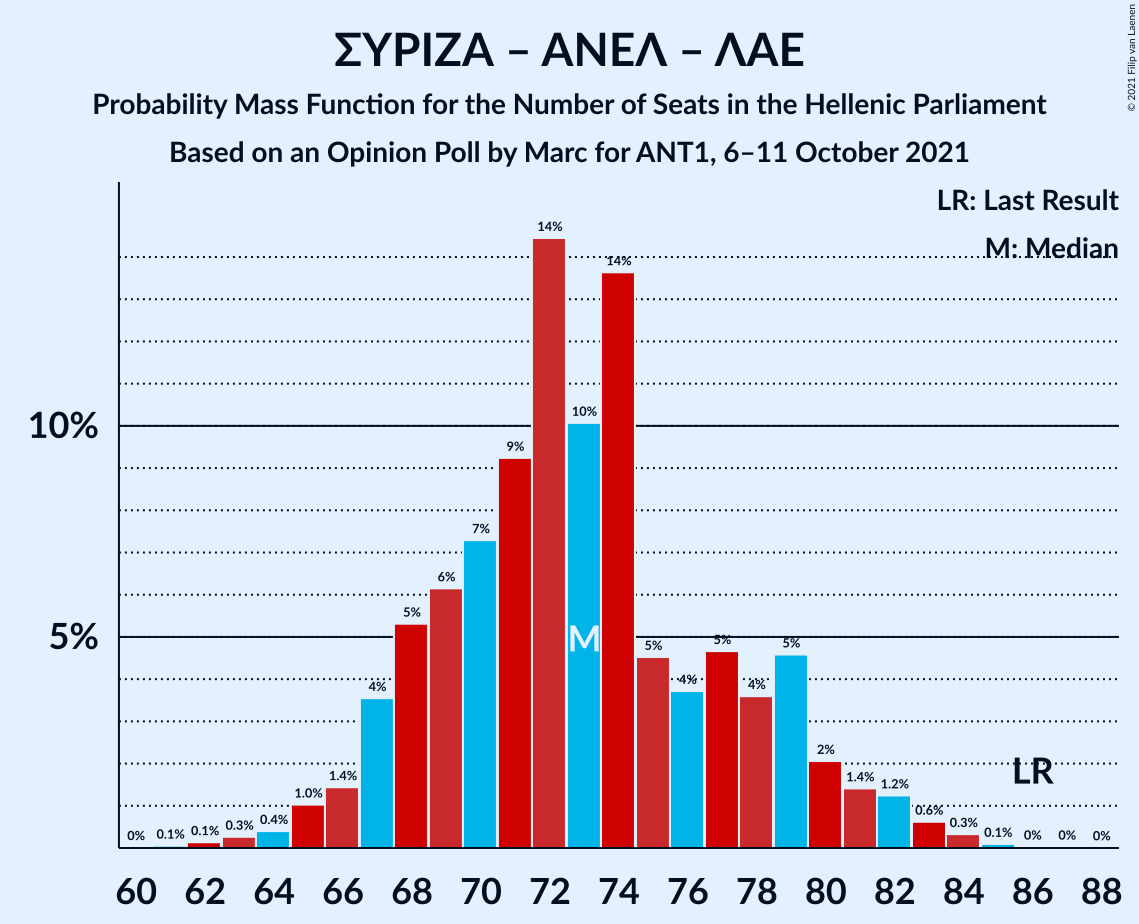 ΣΥΡΙΖΑ – ΑΝΕΛ – ΛΑΕ
Probability Mass Function for the Number of Seats in the Hellenic Parliament
Based on an Opinion Poll by Marc for ANT1, 6–11 October 2021
© 2021 Filip van Laenen
LR: Last Result
M: Median
10%
5%
0% 0.1% 0.1% 0.3% 0.4% 1.0% 1.4% 4% 5% 6% 7% 9% 14% 10% 14% 5% 4% 5% 4% 5% 2% 1.4% 1.2% 0.6% 0.3% 0.1% 0% 0% 0%
M
LR
60 62 64 66 68 70 72 74 76 78 80 82 84 86 88